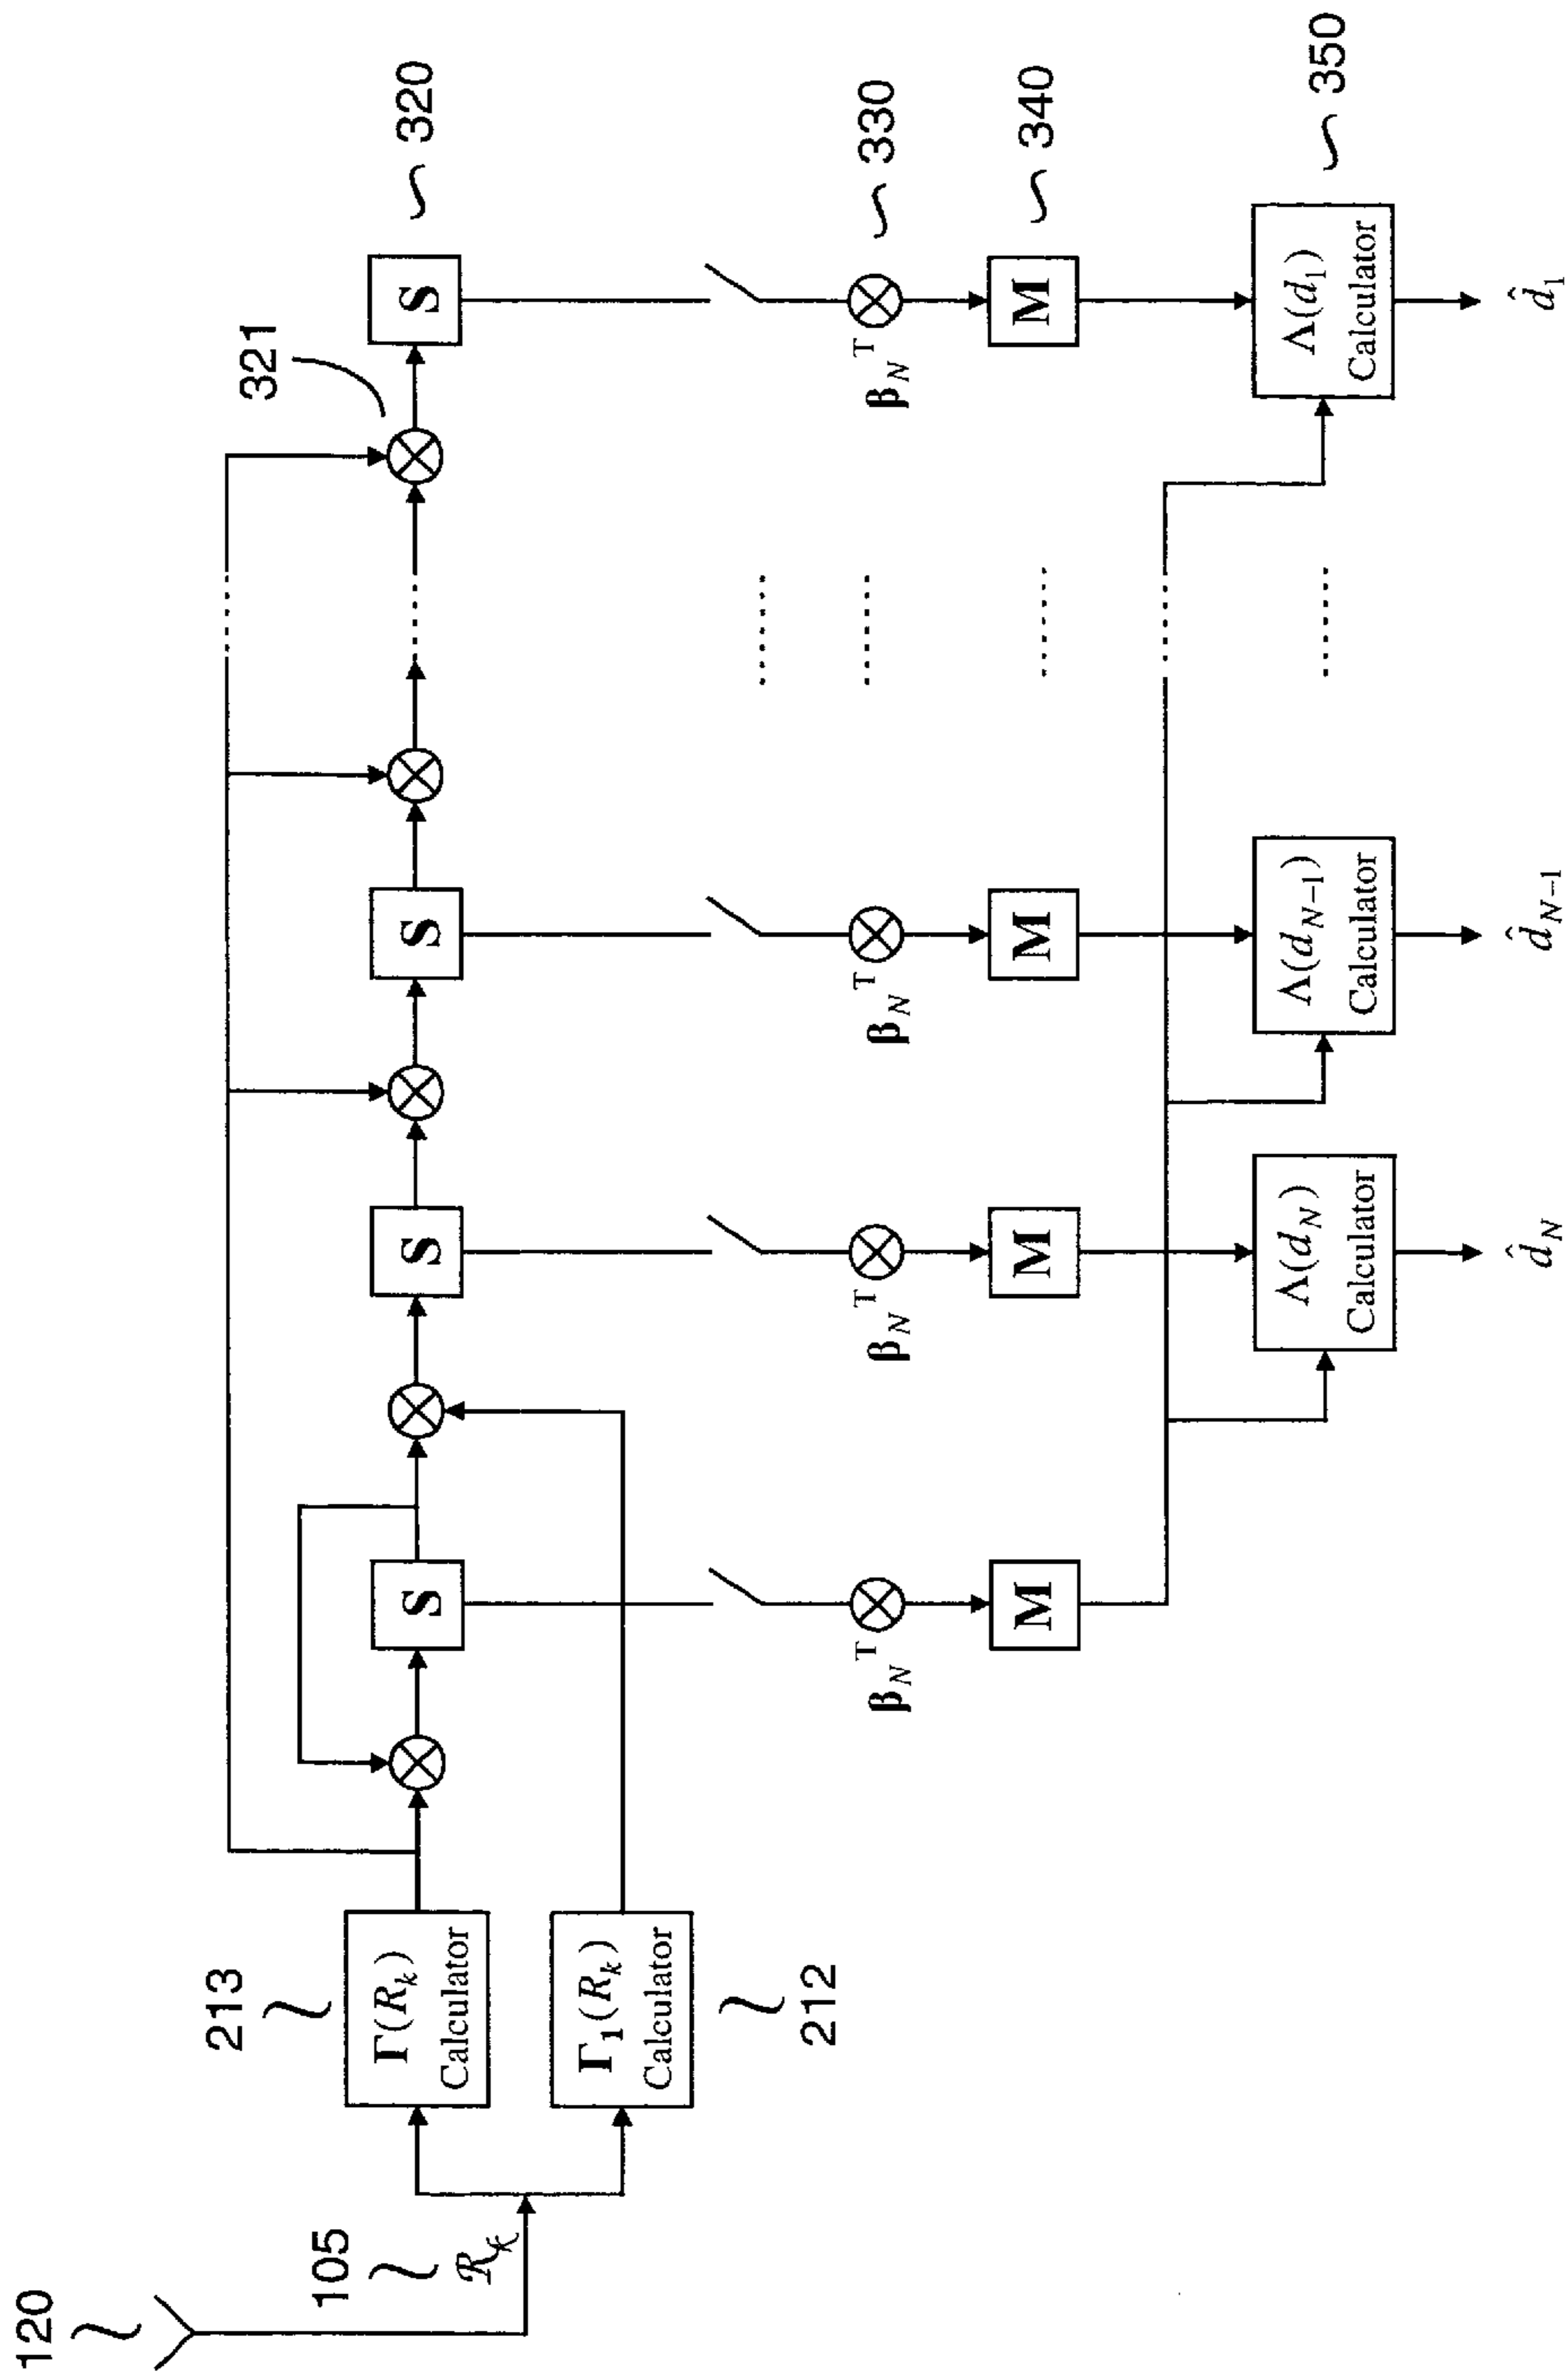 120
105
R_k
213
Γ(R_k)
Calculator
Γ₁(R_k)
Calculator
212
S
S
S
S
321
320
β_N^T
β_N^T
β_N^T
β_N^T
330
M
M
M
M
340
Λ(d_N)
Calculator
Λ(d_{N-1})
Calculator
Λ(d_1)
Calculator
350
d̂_N
d̂_{N-1}
d̂_1